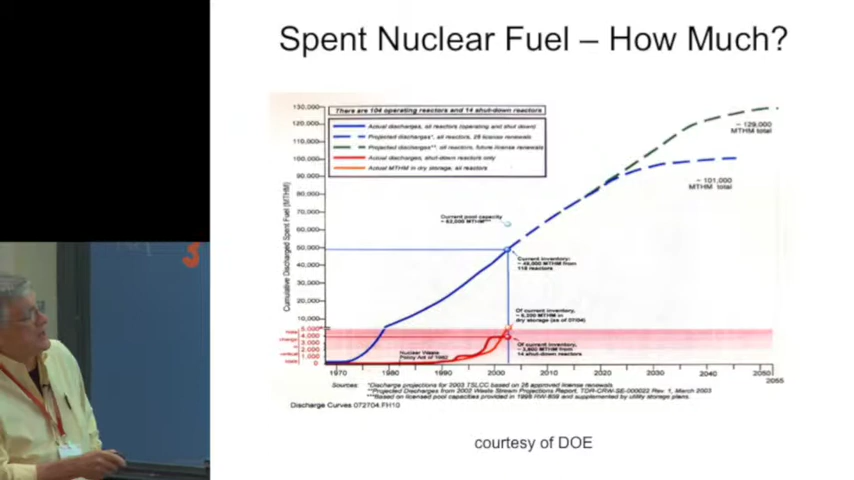 Spent Nuclear Fuel – How Much?
There are 104 operating reactors and 14 shut-down reactors
Actual discharges, all reactors (operating and shut down)
Projected discharges*, all reactors, 26 license renewals
Projected discharges**, all reactors, future license renewals
Actual discharges, shut-down reactors only
Actual MTHM in dry storage, all reactors
Cumulative Discharged Spent Fuel [MTHM]
130,000
120,000
110,000
100,000
90,000
80,000
70,000
60,000
50,000
40,000
30,000
20,000
10,000
5,000
4,000
3,000
2,000
1,000
0
~ 129,000
MTHM total
~ 101,000
MTHM total
Current pool capacity
Current inventory:
~ 49,000 MTHM from
118 reactors
Of current inventory,
dry storage (as of 07/04)
Of current inventory,
14 shut-down reactors
Nuclear Waste
Policy Act of 1982
1970
1980
1990
2000
2010
2020
2030
2040
2050
2055
Sources: *Discharge projections for 2003 TSLCC based on 26 approved license renewals
**Projected Discharges from 2002 Waste Stream Projections Report, TDR-CRW-SE-000022 Rev. 1, March 2003
***Based on licensed pool capacities provided in 1998 RW-859 and supplemented by utility storage plans.
Discharge Curves 072704.FH10
courtesy of DOE